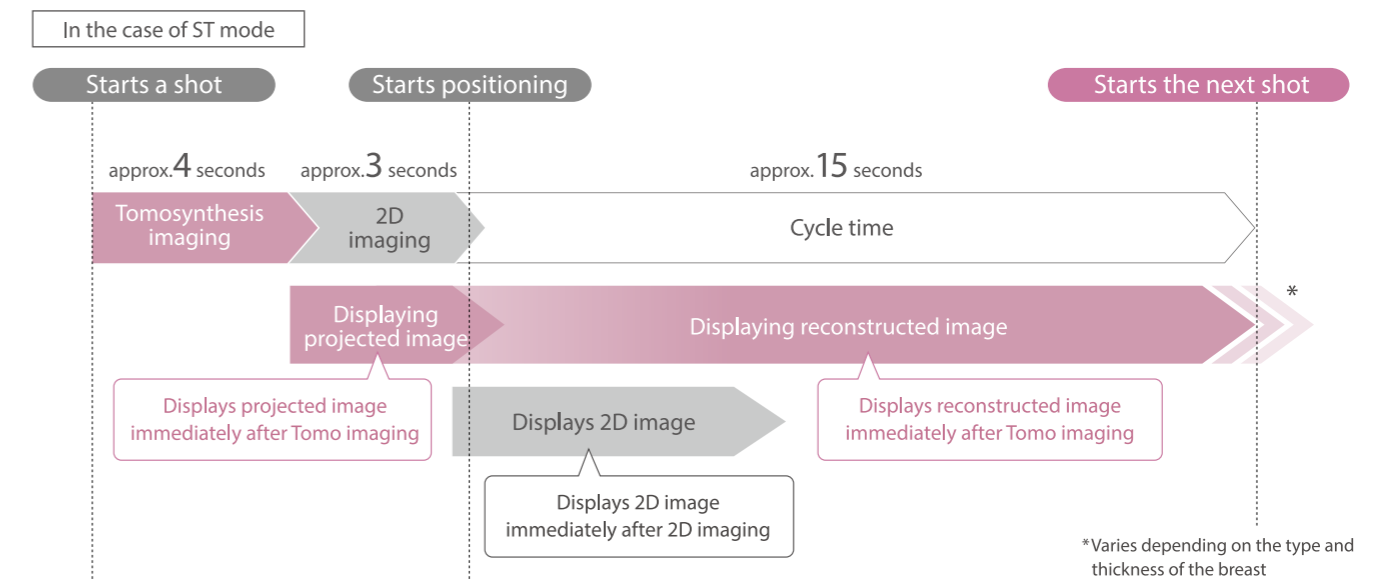 In the case of ST mode
Starts a shot
Starts positioning
Starts the next shot
approx.4 seconds
approx.3 seconds
approx.15 seconds
Tomosynthesis
imaging
2D
imaging
Cycle time
Displaying
projected image
Displaying reconstructed image
*
Displays projected image
immediately after Tomo imaging
Displays 2D image
Displays reconstructed image
immediately after Tomo imaging
Displays 2D image
immediately after 2D imaging
*Varies depending on the type and
thickness of the breast